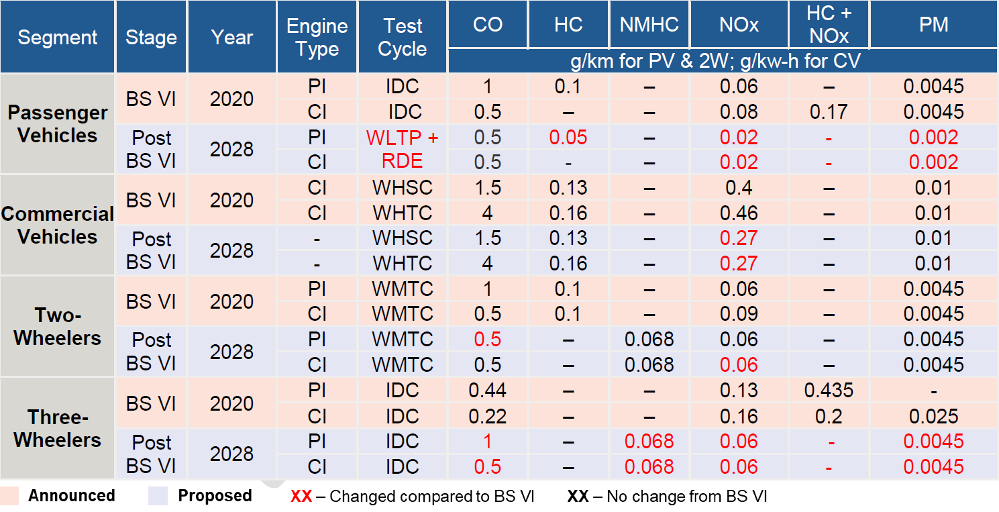 Segment Stage Year Engine Type Test Cycle CO HC NMHC NOx HC + NOx PM
g/km for PV & 2W; g/kw-h for CV
Passenger Vehicles BS VI 2020 PI IDC 1 0.1 – 0.06 – 0.0045
CI IDC 0.5 – – 0.08 0.17 0.0045
Post BS VI 2028 PI WLTP + RDE 0.5 0.05 – 0.02 - 0.002
CI 0.5 - – 0.02 - 0.002
Commercial Vehicles BS VI 2020 CI WHSC 1.5 0.13 – 0.4 – 0.01
CI WHTC 4 0.16 – 0.46 – 0.01
Post BS VI 2028 - WHSC 1.5 0.13 – 0.27 – 0.01
- WHTC 4 0.16 – 0.27 – 0.01
Two-Wheelers BS VI 2020 PI WMTC 1 0.1 – 0.06 – 0.0045
CI WMTC 0.5 0.1 – 0.09 – 0.0045
Post BS VI 2028 PI WMTC 0.5 – 0.068 0.06 – 0.0045
CI WMTC 0.5 – 0.068 0.06 – 0.0045
Three-Wheelers BS VI 2020 PI IDC 0.44 – – 0.13 0.435 -
CI IDC 0.22 – – 0.16 0.2 0.025
Post BS VI 2028 PI IDC 1 – 0.068 0.06 - 0.0045
CI IDC 0.5 – 0.068 0.06 - 0.0045
Announced Proposed XX – Changed compared to BS VI XX – No change from BS VI